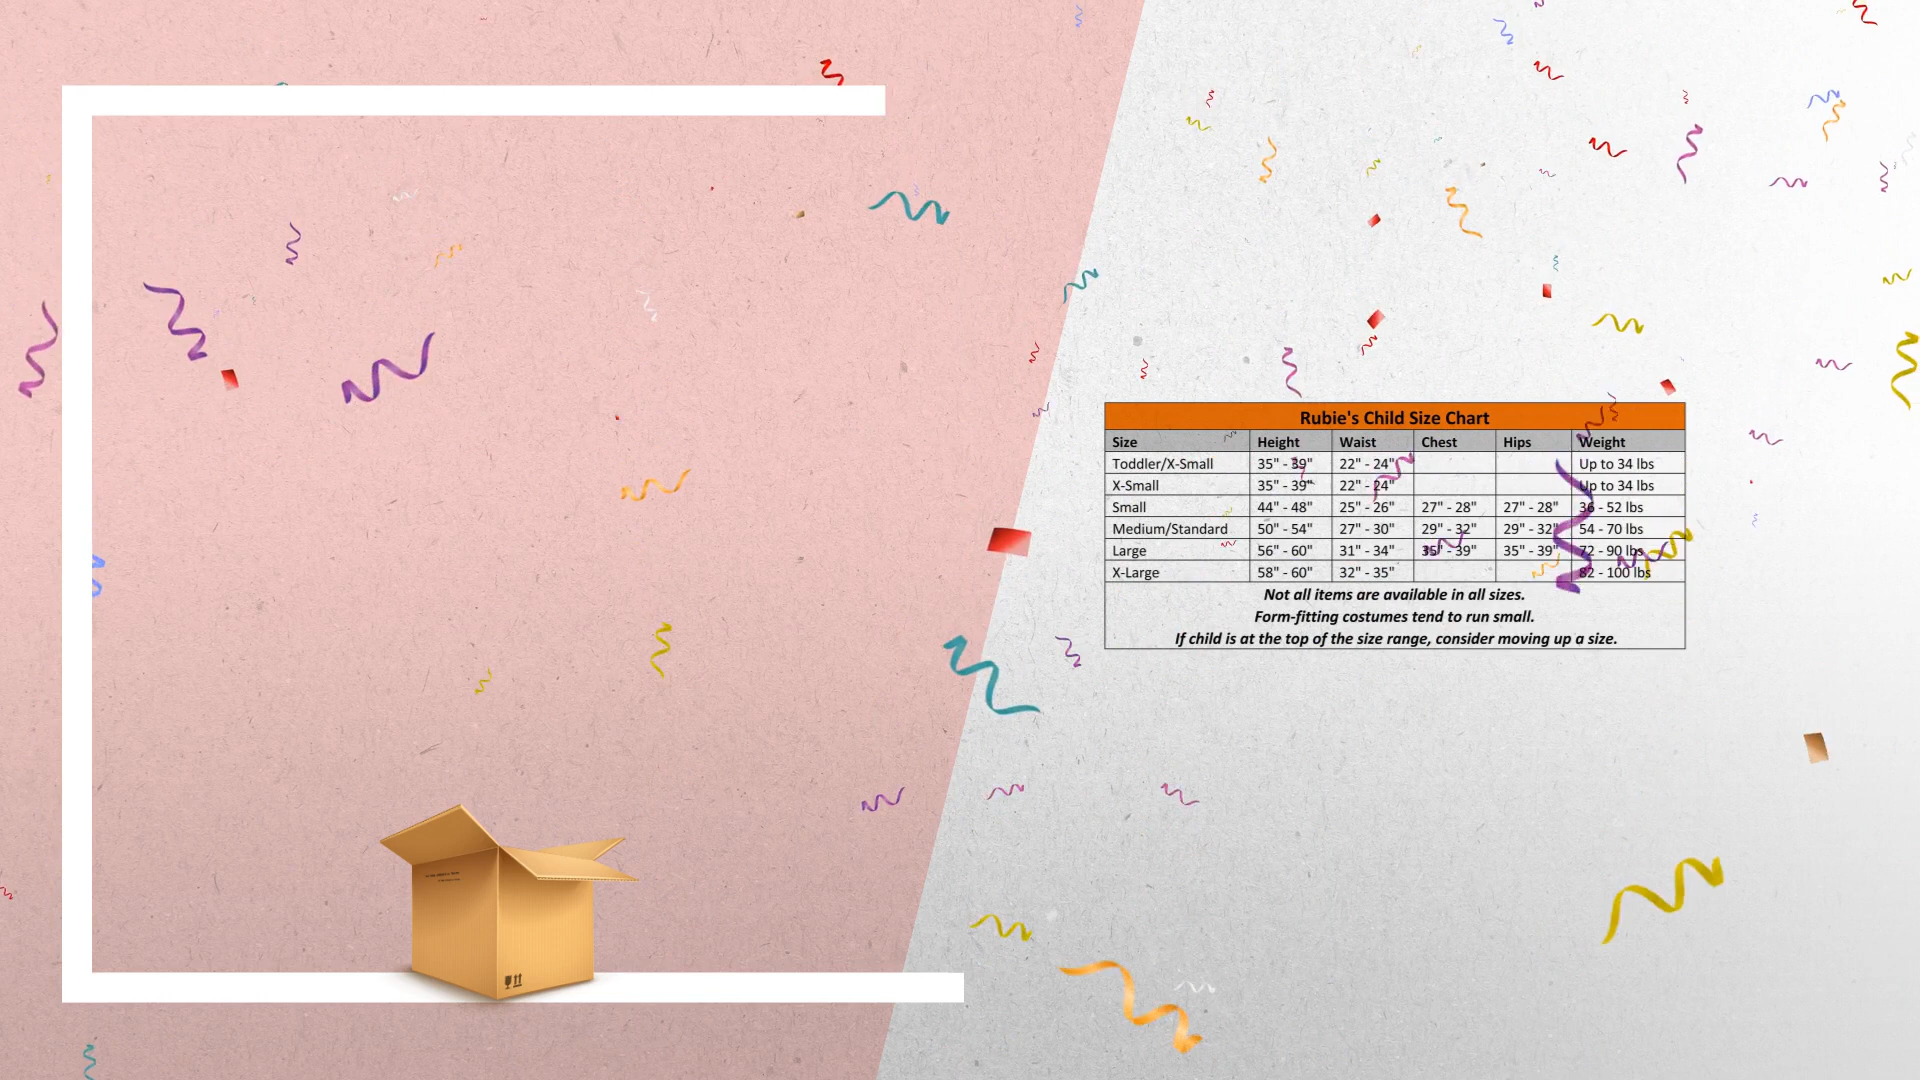 Rubie's Child Size Chart
Size Height Waist Chest Hips Weight
Toddler/X-Small 35" - 39" 22" - 24" Up to 34 lbs
X-Small 35" - 39" 22" - 24" Up to 34 lbs
Small 44" - 48" 25" - 26" 27" - 28" 27" - 28" 36 - 52 lbs
Medium/Standard 50" - 54" 27" - 30" 29" - 32" 29" - 32" 54 - 70 lbs
Large 56" - 60" 31" - 34" 35" - 39" 35" - 39" 72 - 90 lbs
X-Large 58" - 60" 32" - 35" 82 - 100 lbs
Not all items are available in all sizes.
Form-fitting costumes tend to run small.
If child is at the top of the size range, consider moving up a size.